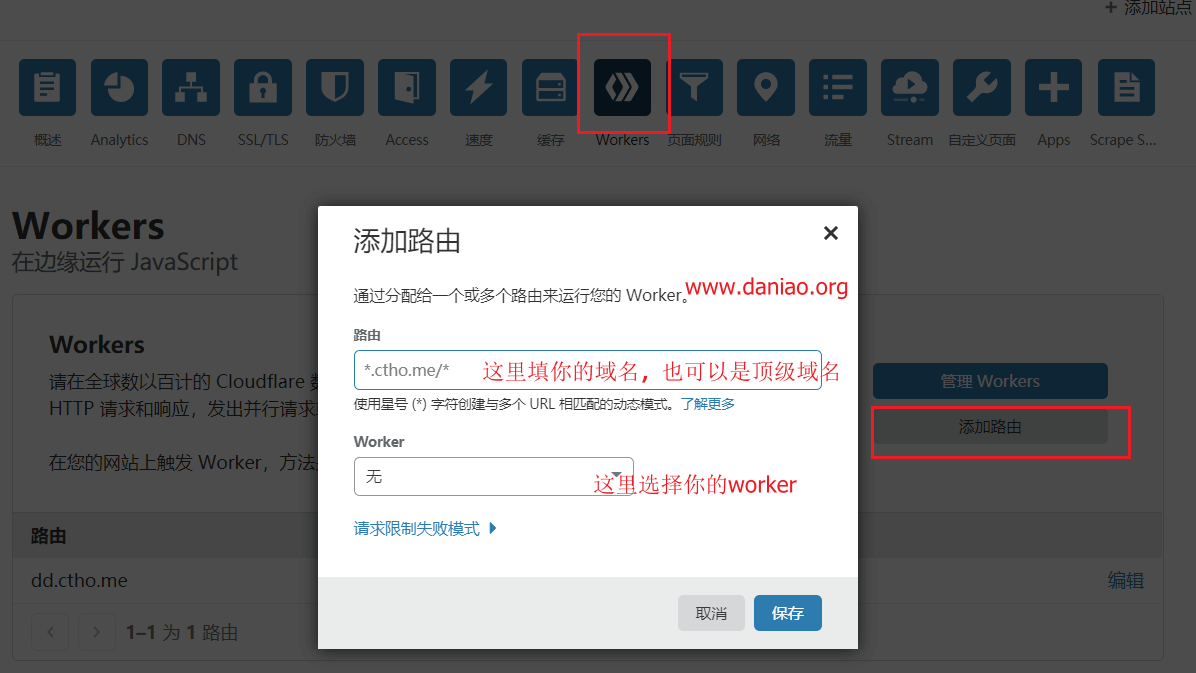 + 添加站点
概述 Analytics DNS SSL/TLS 防火墙 Access 速度 缓存 Workers 页面规则 网络 流量 Stream 自定义页面 Apps Scrape S...
Workers
在边缘运行 JavaScript
添加路由 ×
通过分配给一个或多个路由来运行您的 Worker。
www.daniao.org
路由
*.ctho.me/* 这里填你的域名，也可以是顶级域名
使用星号 (*) 字符创建与多个 URL 相匹配的动态模式。了解更多
Worker
无
这里选择你的worker
请求限制失败模式
取消 保存
Workers
请在全球数以百计的 Cloudflare
HTTP 请求和响应，发出并行请求
在您的网站上触发 Worker，方法
管理 Workers
添加路由
路由
dd.ctho.me 编辑
1–1 为 1 路由